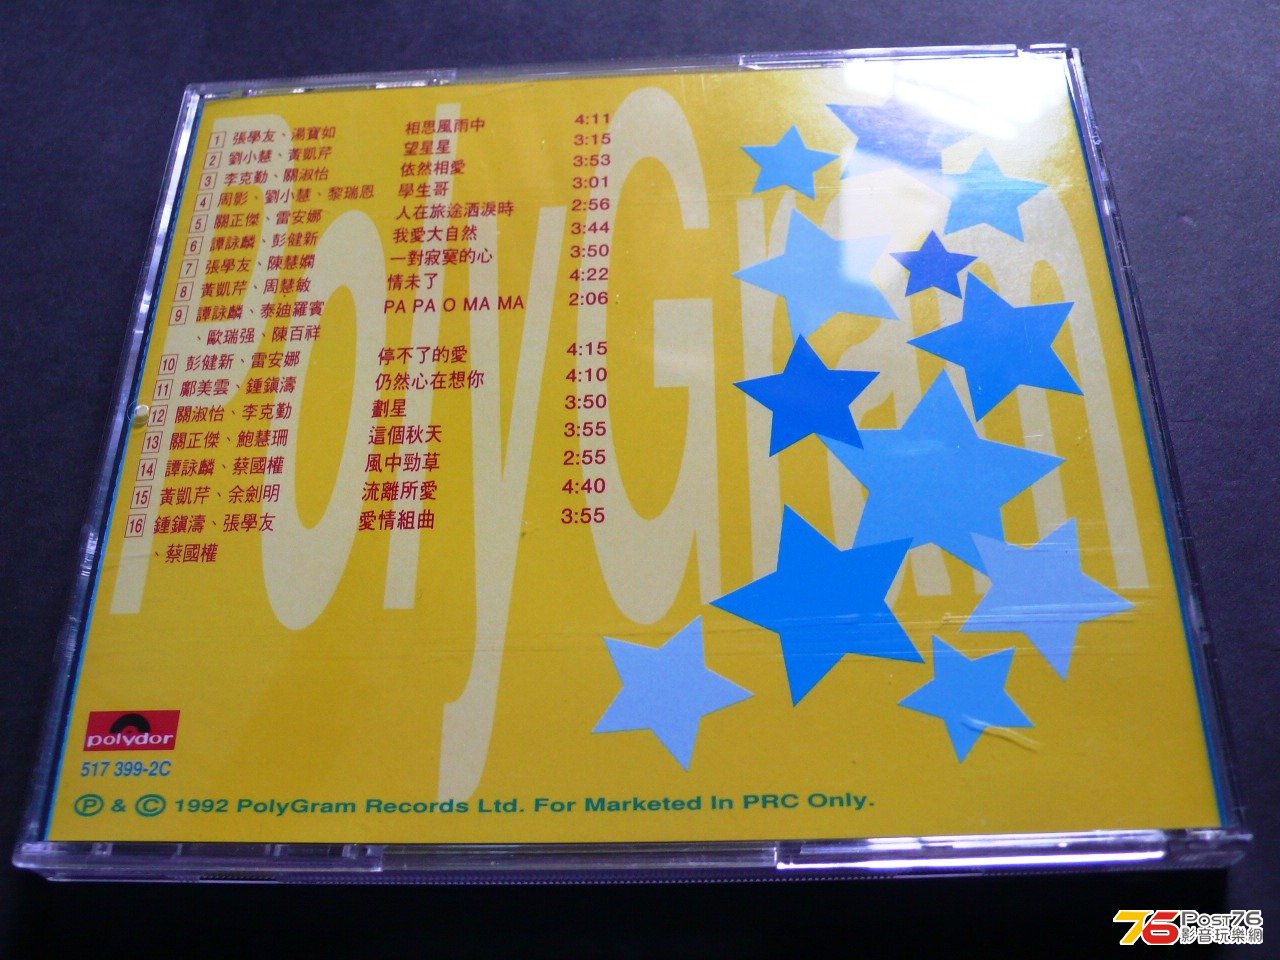 PolyGram
1 張學友、湯寶如 相思風雨中 4:11
2 劉小慧、黃凱芹 望星星 3:15
3 李克勤、關淑怡 依然相愛 3:53
4 周影、劉小慧、黎瑞恩 學生哥 3:01
5 關正傑、雷安娜 人在旅途洒淚時 2:56
6 譚詠麟、彭健新 我愛大自然 3:44
7 張學友、陳慧嫻 一對寂寞的心 3:50
8 黃凱芹、周慧敏 情未了 4:22
9 譚詠麟、泰廸羅賓 PA PA O MA MA 2:06
、歐瑞强、陳百祥
10 彭健新、雷安娜 停不了的愛 4:15
11 鄺美雲、鍾鎮濤 仍然心在想你 4:10
12 關淑怡、李克勤 劃星 3:50
13 關正傑、鮑慧珊 這個秋天 3:55
14 譚詠麟、蔡國權 風中勁草 2:55
15 黃凱芹、余劍明 流離所愛 4:40
16 鍾鎮濤、張學友 愛情組曲 3:55
、蔡國權
polydor
517 399-2C
Ⓟ & © 1992 PolyGram Records Ltd. For Marketed In PRC Only.
76 Post76
影音玩樂網